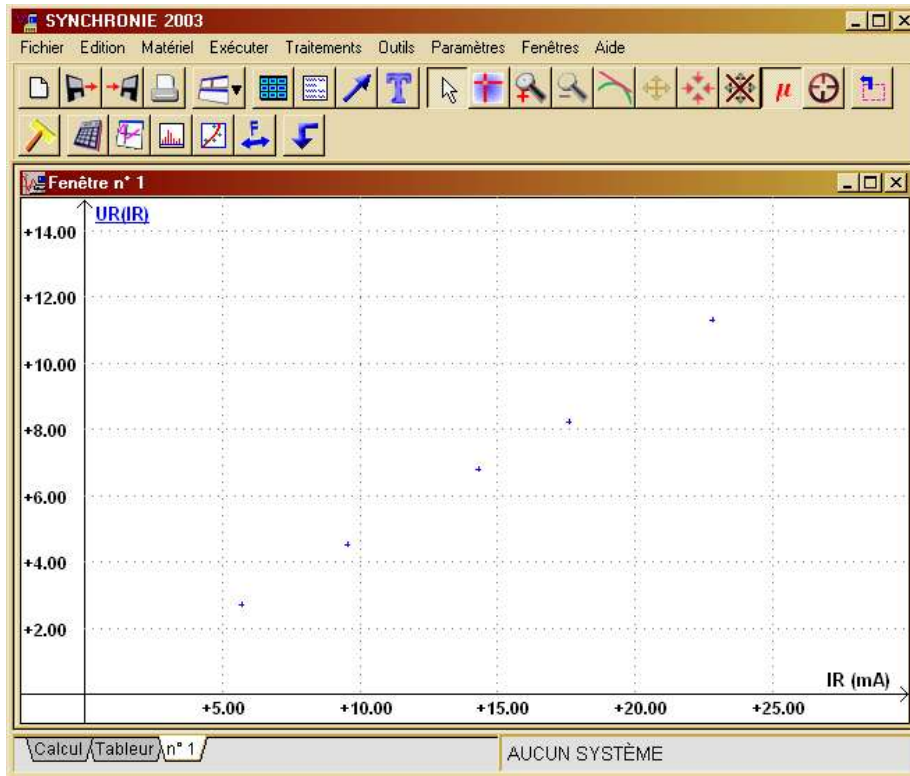 SYNCHRONIE 2003
Fichier Edition Matériel Exécuter Traitements Outils Paramètres Fenêtres Aide
T μ
F
Fenêtre n° 1
UR(IR)
+14.00
+12.00
+10.00
+8.00
+6.00
+4.00
+2.00
IR (mA)
+5.00 +10.00 +15.00 +20.00 +25.00
Calcul Tableur n° 1 AUCUN SYSTÈME